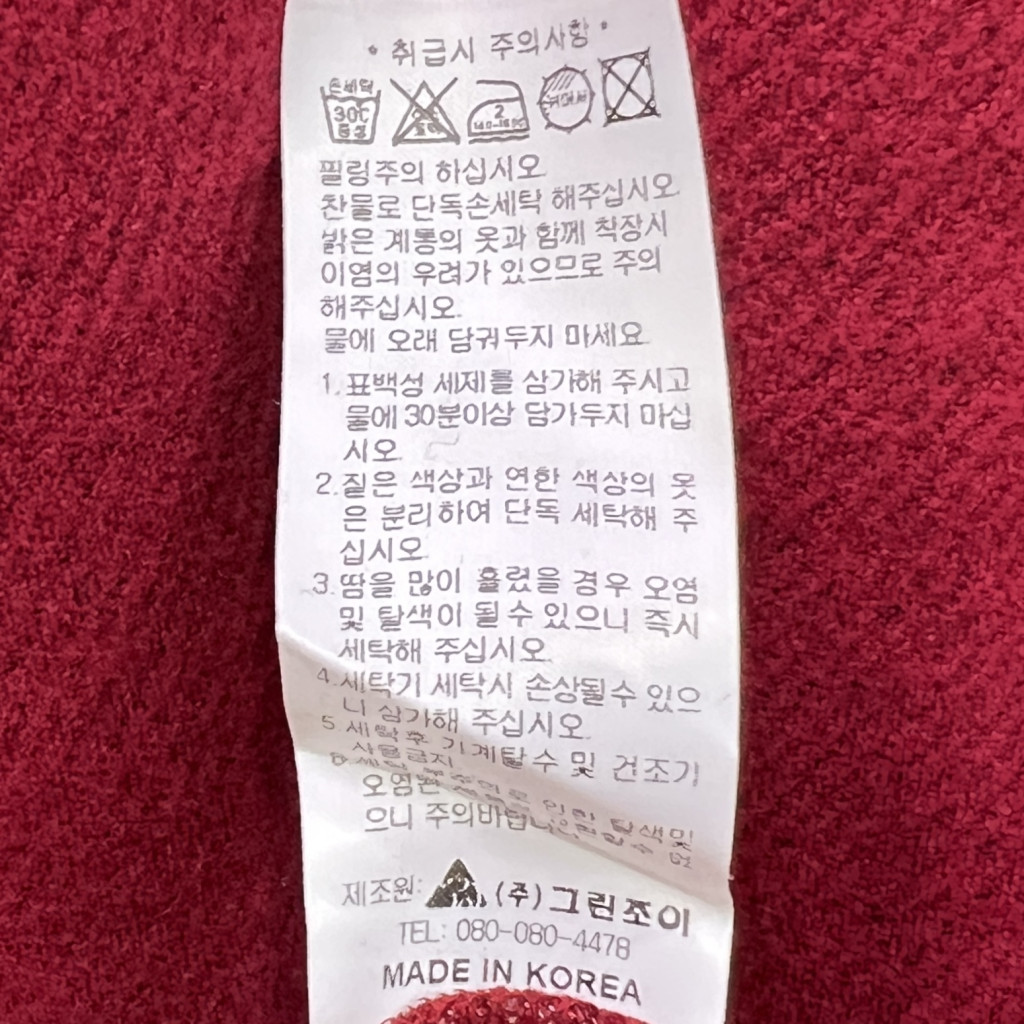 * 취급시 주의사항 *
손세탁
30C
중성
2
필링주의 하십시오
찬물로 단독손세탁 해주십시오
밝은 계통의 옷과 함께 착장시
이염의 우려가 있으므로 주의
해주십시오.
물에 오래 담궈두지 마세요
1.표백성 세제를 삼가해 주시고
물에 30분이상 담가두지 마십
시오.
2.짙은 색상과 연한 색상의 옷
은 분리하여 단독 세탁해 주
십시오
3.땀을 많이 흘렸을 경우 오염
및 탈색이 될수 있으니 즉시
세탁해 주십시오.
4.세탁기 세탁시 손상될수 있으
니 삼가해 주십시오.
5.세탁후 기계탈수 및 건조기
사용금지
인한 탈색및
으니
제조원: (주)그린조이
TEL: 080-080-4478
MADE IN KOREA